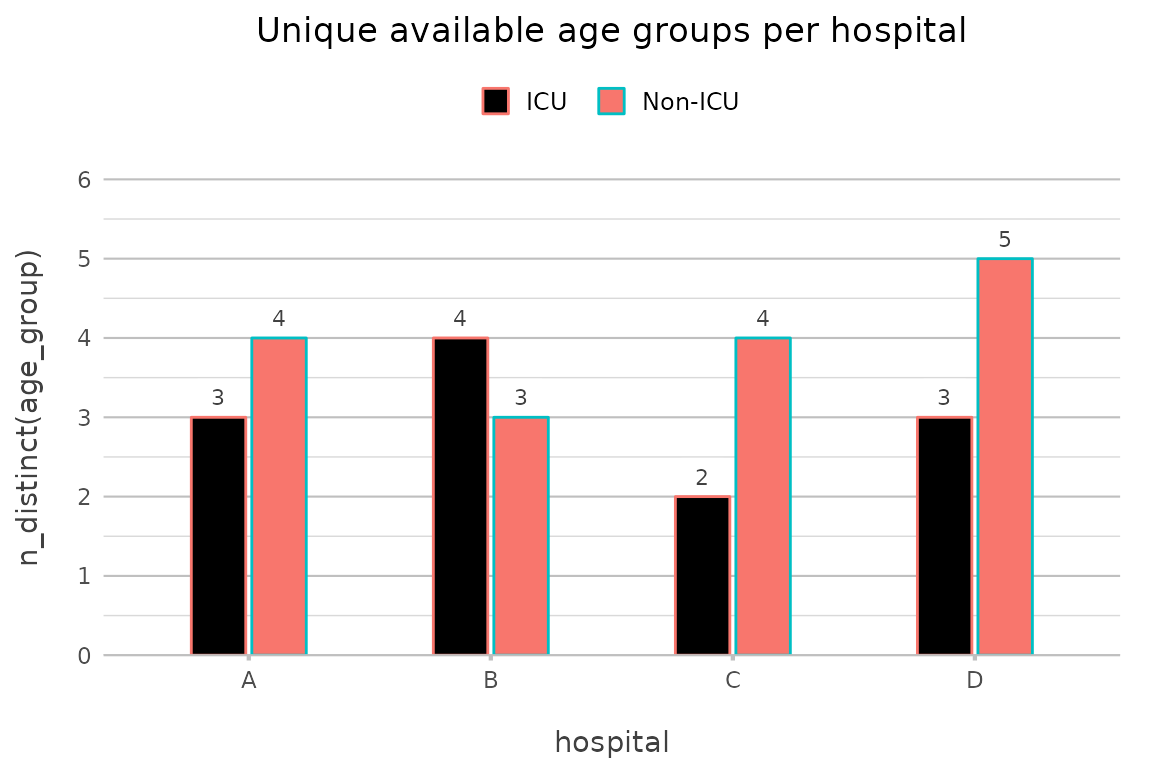 Unique available age groups per hospital
ICU Non-ICU
n_distinct(age_group)
6
5
4
3
2
1
0
3 4 4 3 2 4 3 5
A B C D
hospital